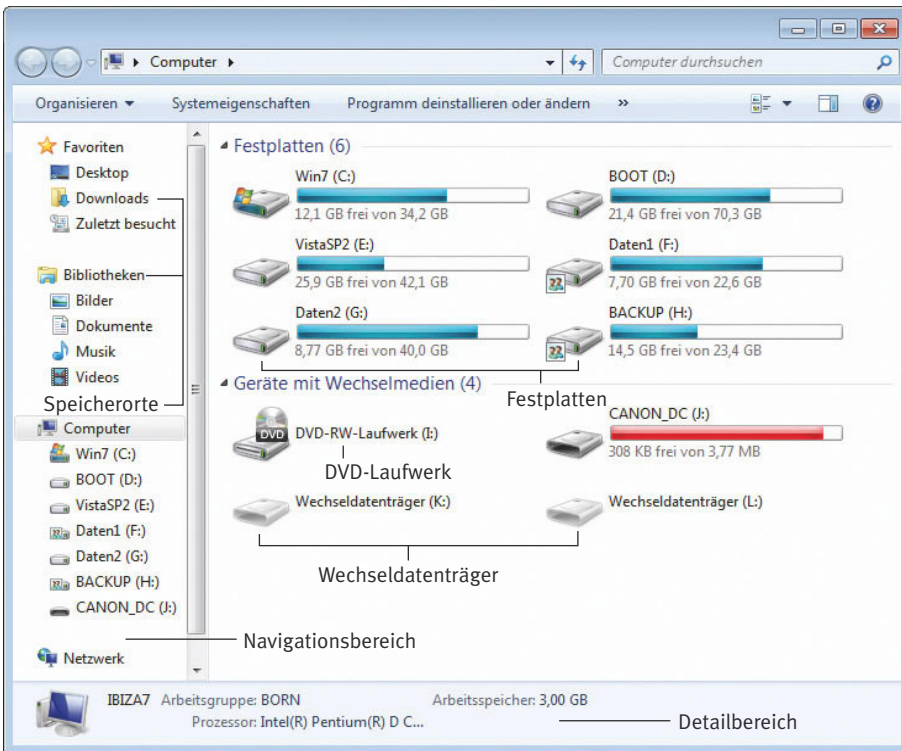 Computer
Computer durchsuchen
Organisieren
Systemeigenschaften
Programm deinstallieren oder ändern
»
Favoriten
Desktop
Downloads
Zuletzt besucht
Bibliotheken
Bilder
Dokumente
Musik
Videos
Speicherorte
Computer
Win7 (C:)
BOOT (D:)
VistaSP2 (E:)
Daten1 (F:)
Daten2 (G:)
BACKUP (H:)
CANON_DC (J:)
Netzwerk
Navigationsbereich
Festplatten (6)
Win7 (C:)
12,1 GB frei von 34,2 GB
BOOT (D:)
21,4 GB frei von 70,3 GB
VistaSP2 (E:)
25,9 GB frei von 42,1 GB
Daten1 (F:)
7,70 GB frei von 22,6 GB
Daten2 (G:)
8,77 GB frei von 40,0 GB
BACKUP (H:)
14,5 GB frei von 23,4 GB
Festplatten
Geräte mit Wechselmedien (4)
DVD
DVD-RW-Laufwerk (I:)
DVD-Laufwerk
CANON_DC (J:)
308 KB frei von 3,77 MB
Wechseldatenträger (K:)
Wechseldatenträger (L:)
Wechseldatenträger
IBIZA7 Arbeitsgruppe: BORN
Arbeitsspeicher: 3,00 GB
Prozessor: Intel(R) Pentium(R) D C...
Detailbereich